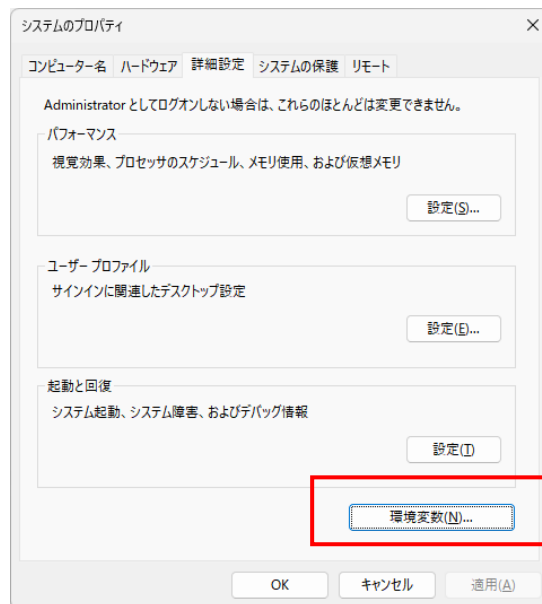 システムのプロパティ
コンピューター名 ハードウェア 詳細設定 システムの保護 リモート
Administrator としてログオンしない場合は、これらのほとんどは変更できません。
パフォーマンス
視覚効果、プロセッサのスケジュール、メモリ使用、および仮想メモリ
設定(S)...
ユーザー プロファイル
サインインに関連したデスクトップ設定
設定(E)...
起動と回復
システム起動、システム障害、およびデバッグ情報
設定(T)
環境変数(N)...
OK キャンセル 適用(A)